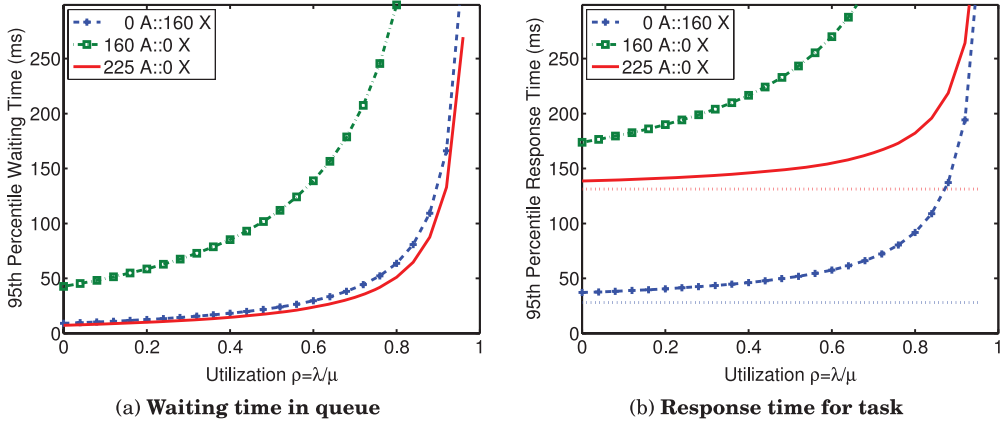 95th Percentile Waiting Time (ms)
250
200
150
100
50
0
0 A::160 X
160 A::0 X
225 A::0 X
0
0.2
0.4
0.6
0.8
1
Utilization ρ=λ/μ
(a) Waiting time in queue
95th Percentile Response Time (ms)
250
200
150
100
50
0
0 A::160 X
160 A::0 X
225 A::0 X
0
0.2
0.4
0.6
0.8
1
Utilization ρ=λ/μ
(b) Response time for task